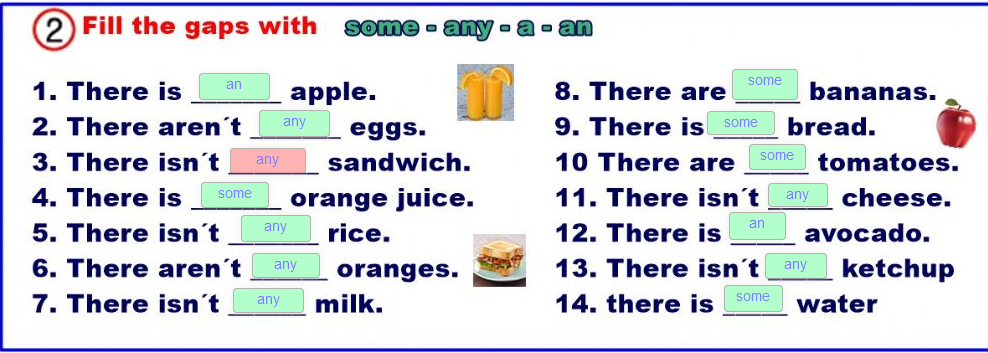 2 Fill the gaps with some - any - a - an
1. There is an apple.
2. There aren´t any eggs.
3. There isn´t any sandwich.
4. There is some orange juice.
5. There isn´t any rice.
6. There aren´t any oranges.
7. There isn´t any milk.
8. There are some bananas.
9. There is some bread.
10 There are some tomatoes.
11. There isn´t any cheese.
12. There is an avocado.
13. There isn´t any ketchup
14. there is some water